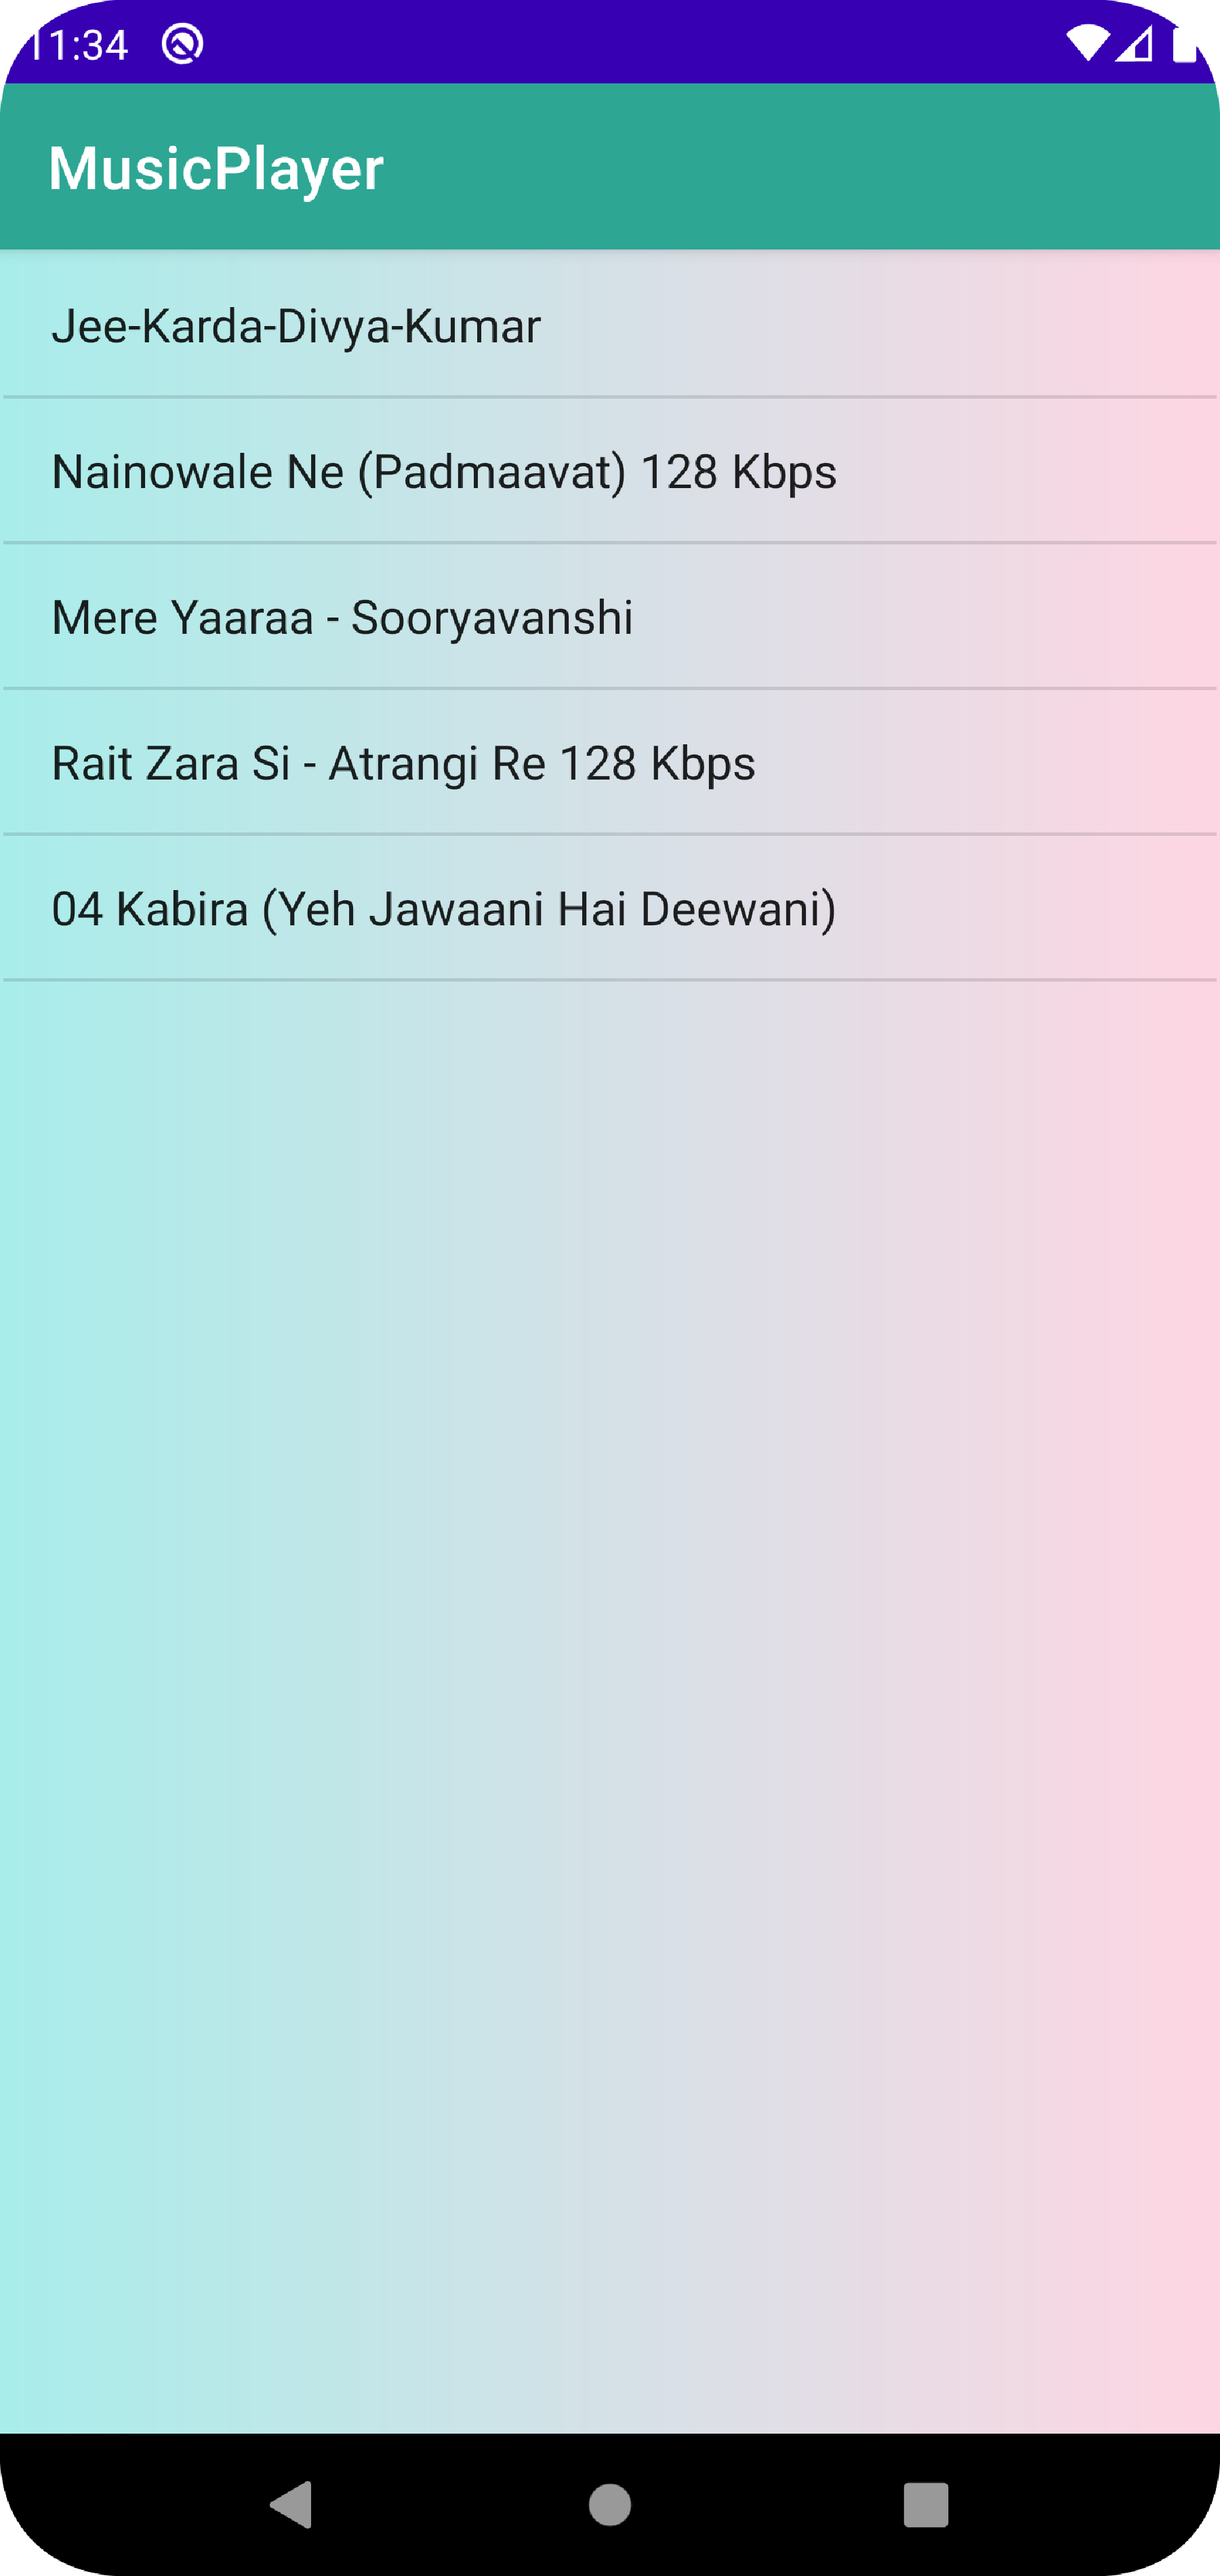 11:34
MusicPlayer
Jee-Karda-Divya-Kumar
Nainowale Ne (Padmaavat) 128 Kbps
Mere Yaaraa - Sooryavanshi
Rait Zara Si - Atrangi Re 128 Kbps
04 Kabira (Yeh Jawaani Hai Deewani)